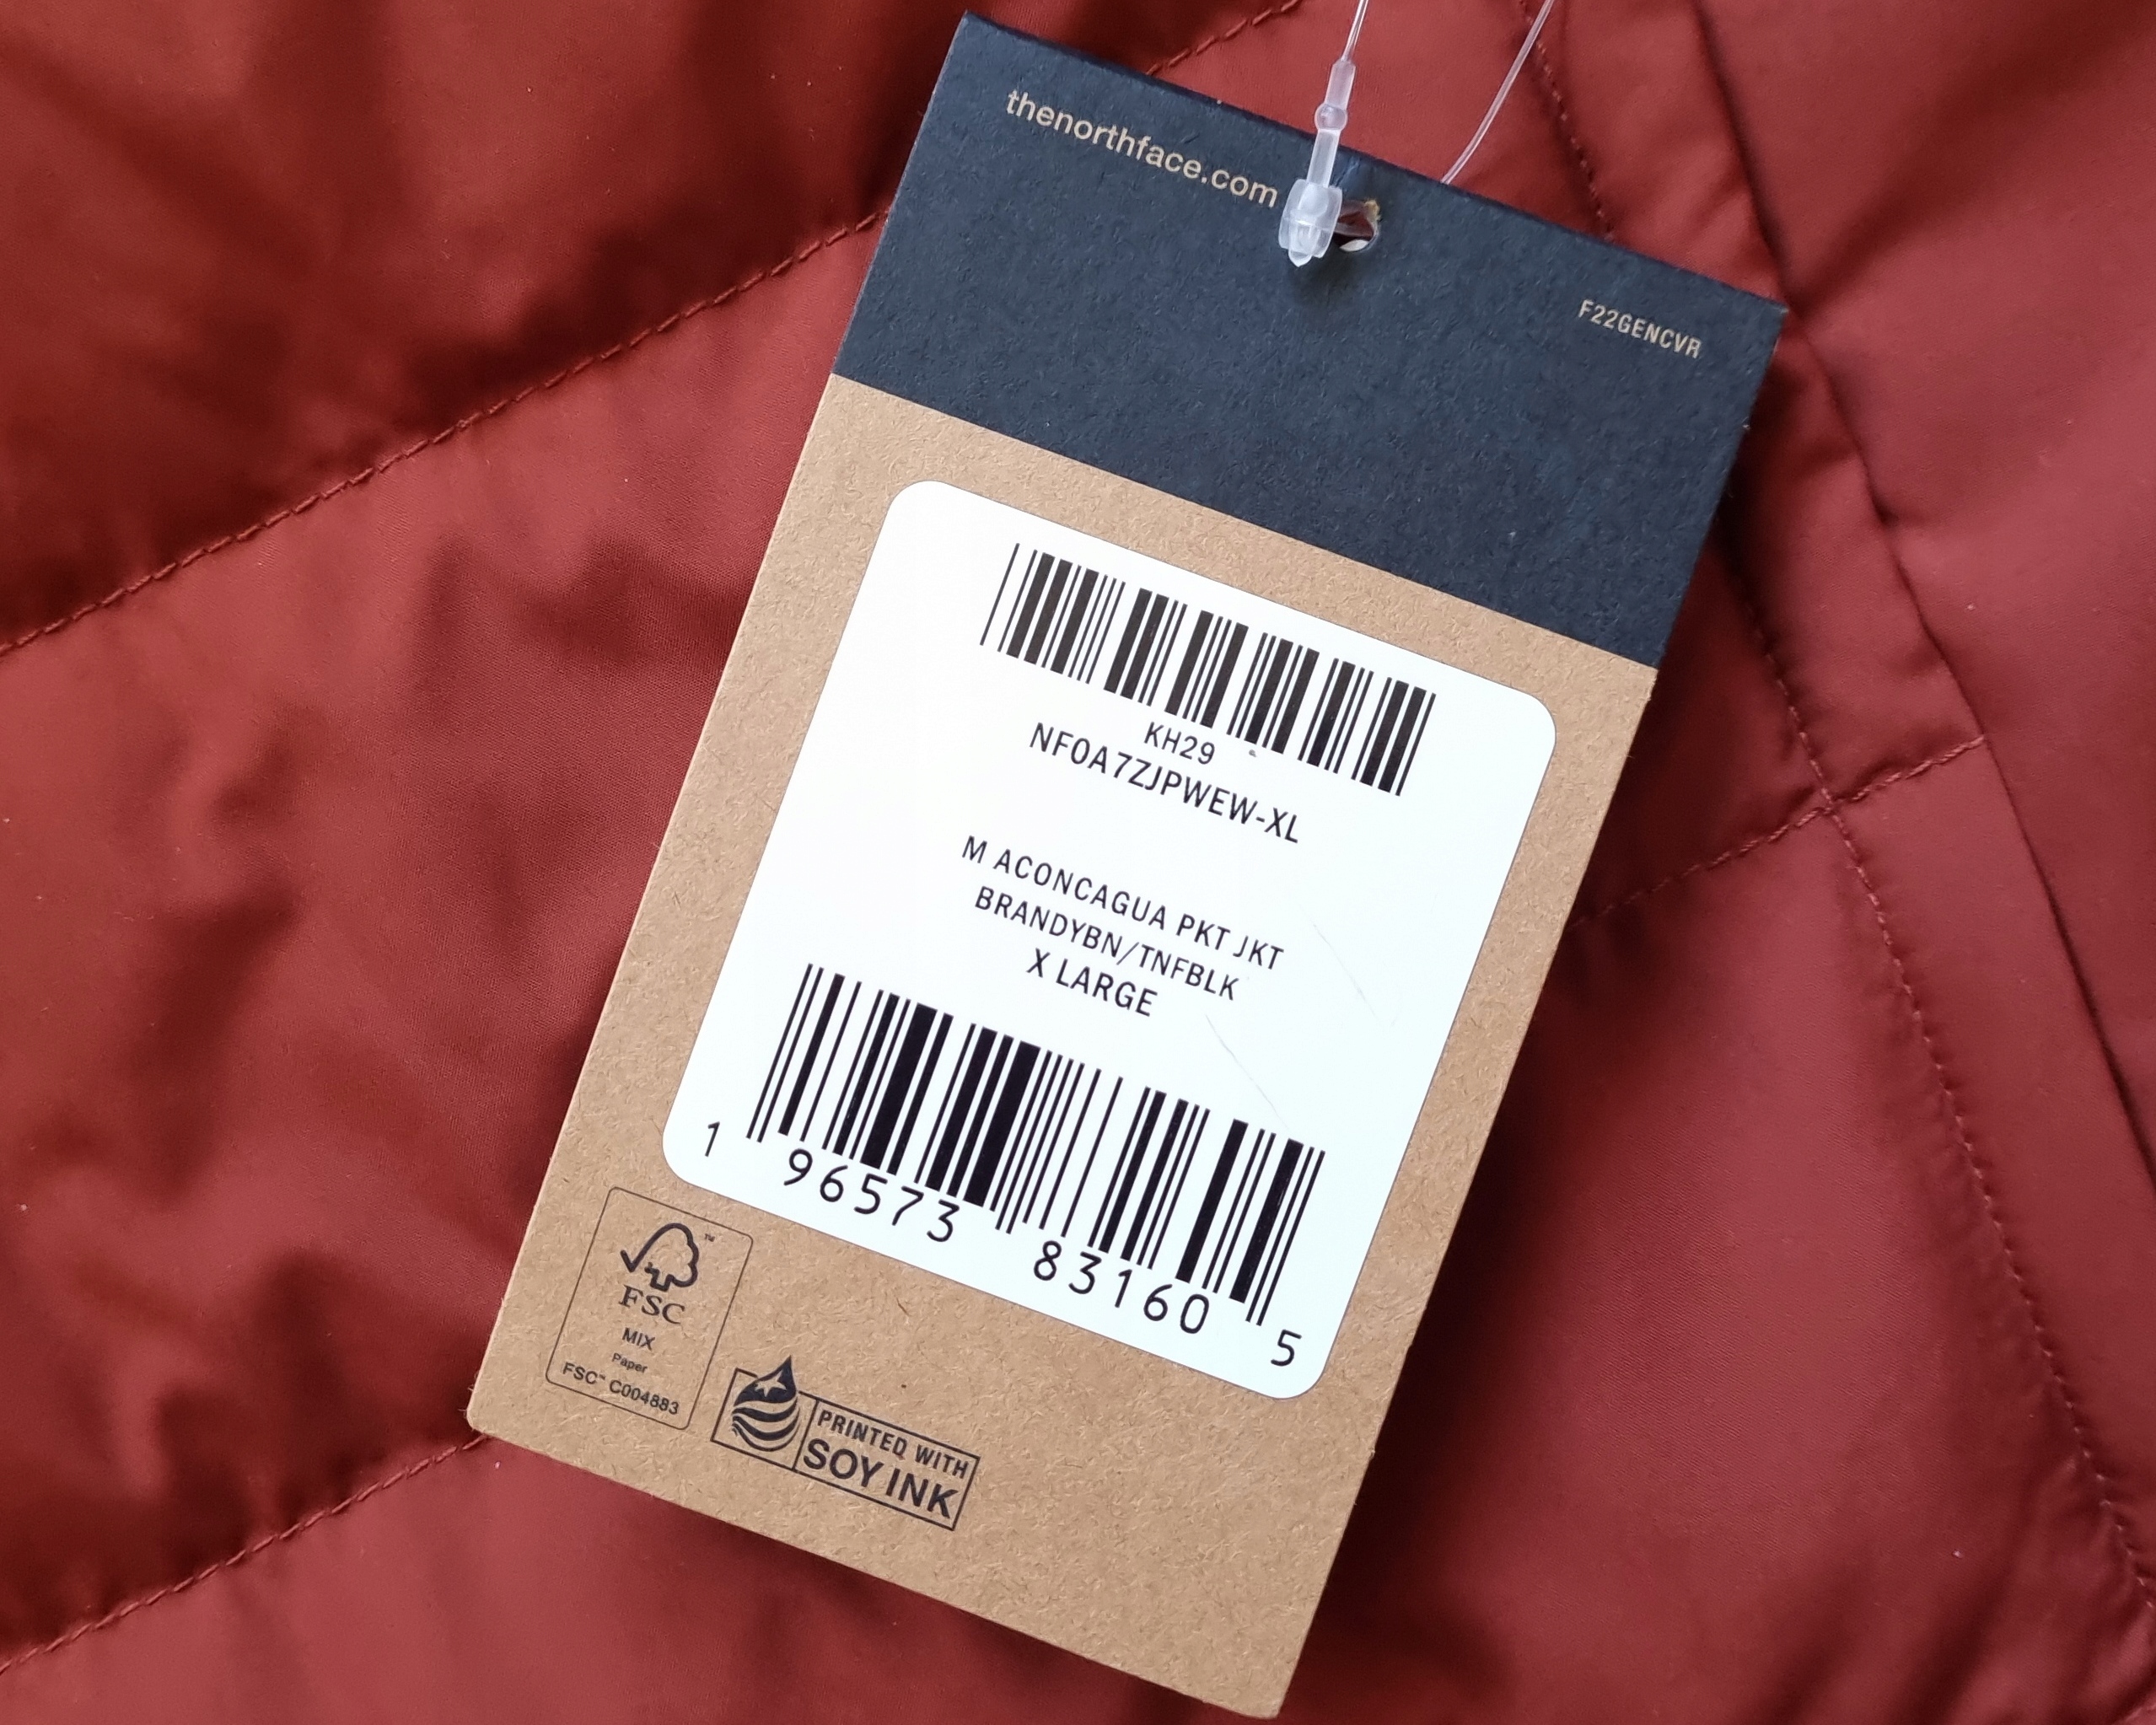 thenorthface.com
F22GENCVR
KH29
NF0A7ZJPWEW-XL
M ACONCAGUA PKT JKT
BRANDYBN/TNFBLK
X LARGE
1 96573 83160 5
FSC
™
MIX
Paper
FSC™ C004883
PRINTED WITH
SOY INK